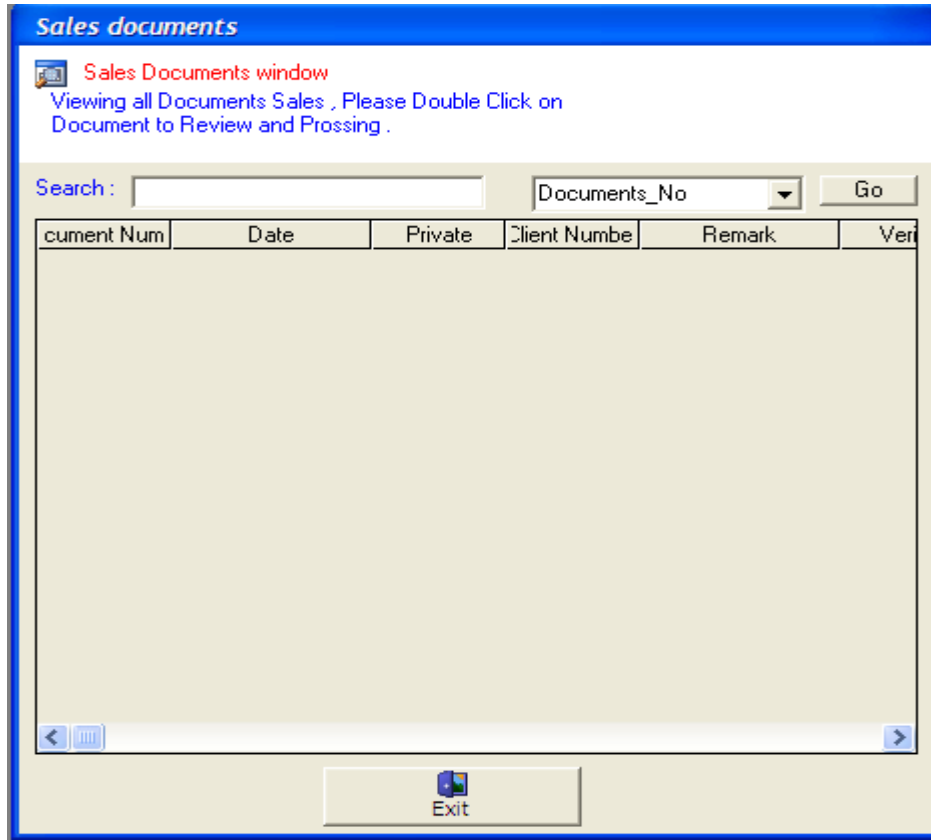 Sales documents
Sales Documents window
Viewing all Documents Sales , Please Double Click on
Document to Review and Prossing .
Search : Documents_No Go
cument Num Date Private Client Numbe Remark Veri
Exit